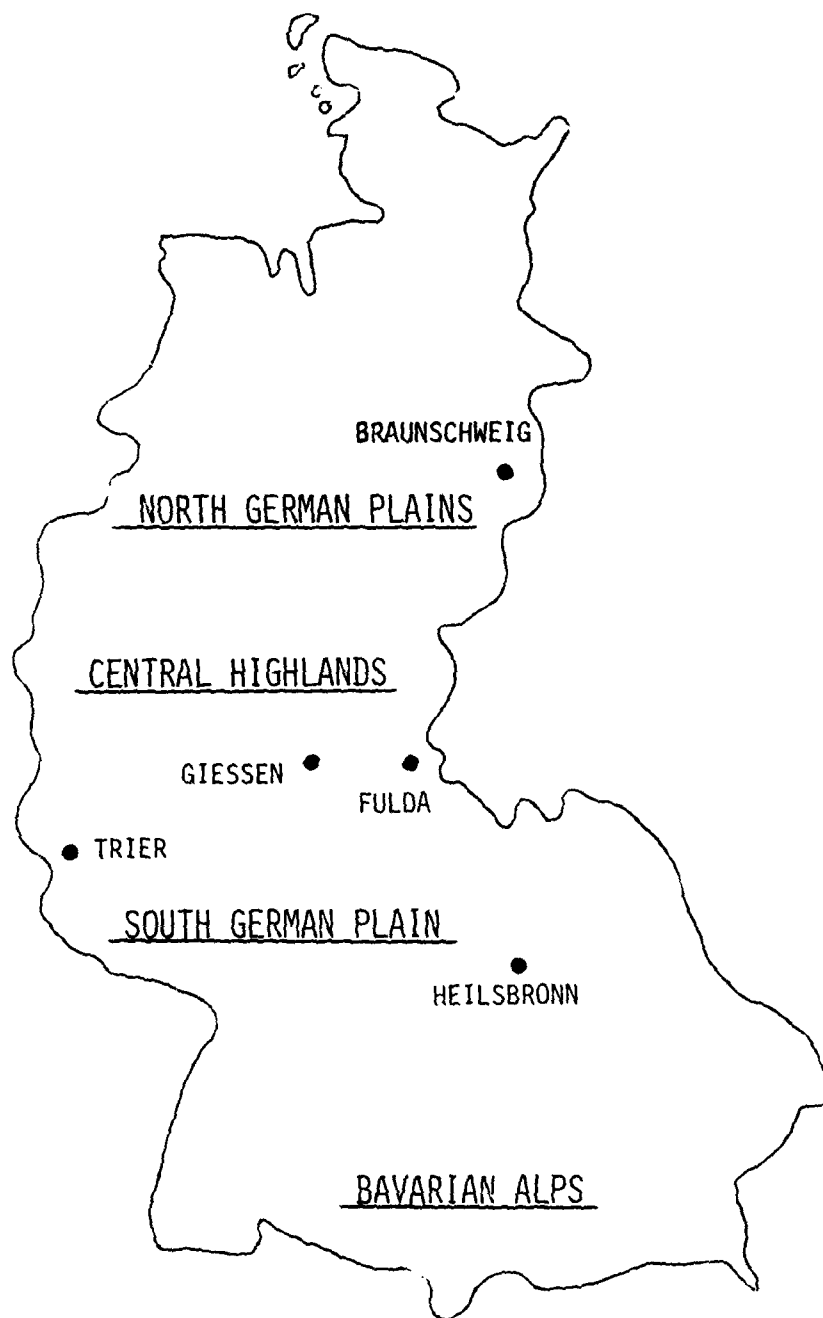 BRAUNSCHWEIG
NORTH GERMAN PLAINS
CENTRAL HIGHLANDS
GIESSEN
FULDA
TRIER
SOUTH GERMAN PLAIN
HEILSBRONN
BAVARIAN ALPS